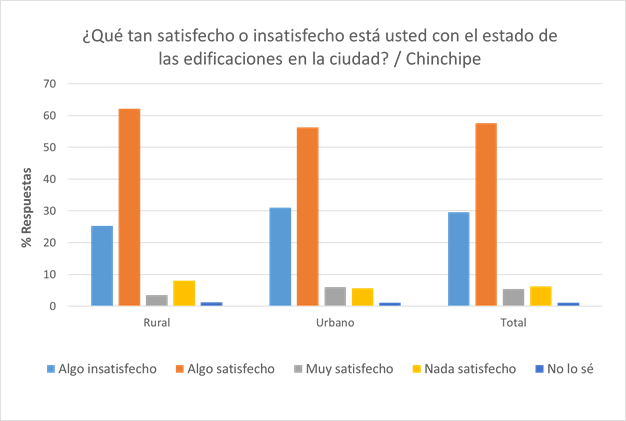 ¿Qué tan satisfecho o insatisfecho está usted con el estado de
las edificaciones en la ciudad? / Chinchipe
% Respuestas
70
60
50
40
30
20
10
0
Rural Urbano Total
Algo insatisfecho Algo satisfecho Muy satisfecho Nada satisfecho No lo sé